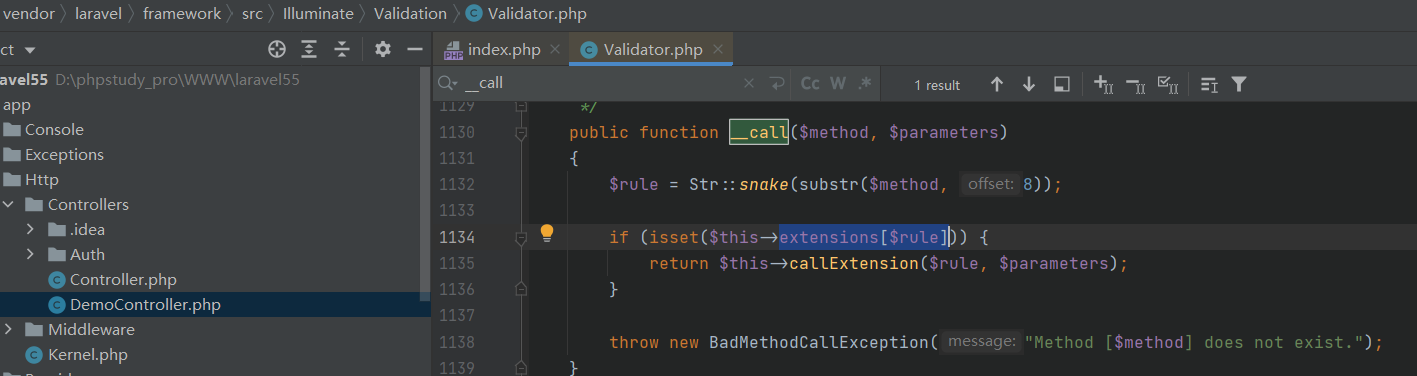 vendor laravel framework src Illuminate Validation Validator.php
ct
index.php
Validator.php
avel55 D:\phpstudy_pro\WWW\laravel55
app
Console
Exceptions
Http
Controllers
.idea
Auth
Controller.php
DemoController.php
Middleware
Kernel.php
__call
Cc W .*
1 result
1129 */
1130 public function __call($method, $parameters)
1131 {
1132 $rule = Str::snake(substr($method, offset: 8));
1133
1134 if (isset($this->extensions[$rule])) {
1135 return $this->callExtension($rule, $parameters);
1136 }
1137
1138 throw new BadMethodCallException( message: "Method [$method] does not exist.");
1139 }